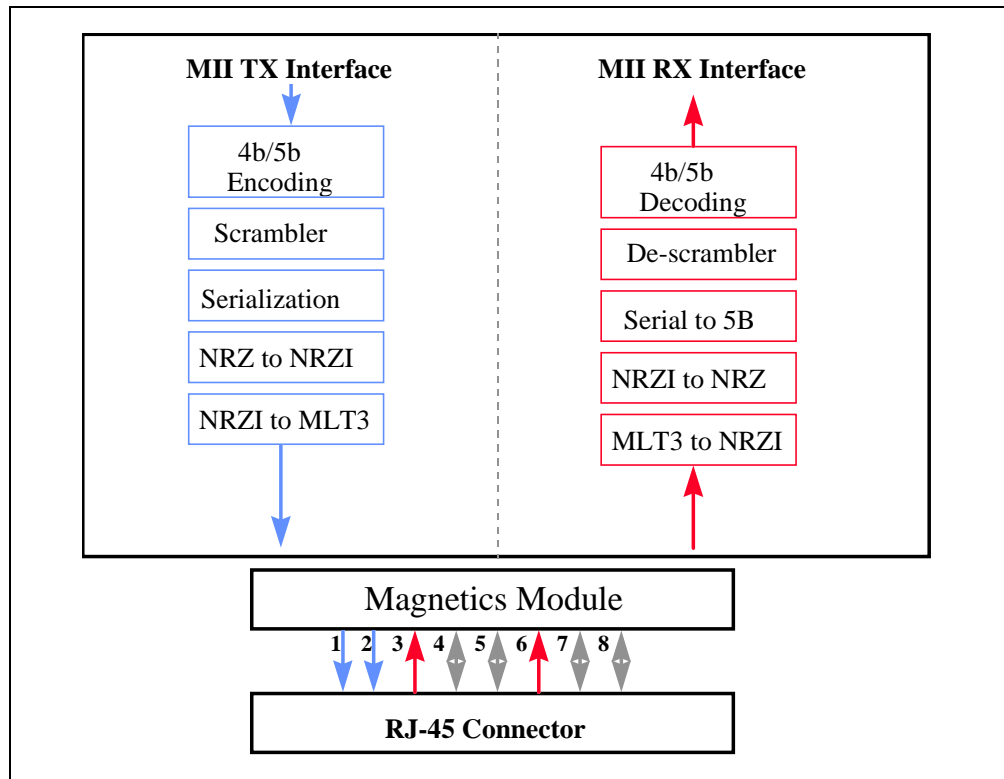 MII TX Interface
4b/5b
Encoding
Scrambler
Serialization
NRZ to NRZI
NRZI to MLT3
MII RX Interface
4b/5b
Decoding
De-scrambler
Serial to 5B
NRZI to NRZ
MLT3 to NRZI
Magnetics Module
1 2 3 4 5 6 7 8
RJ-45 Connector